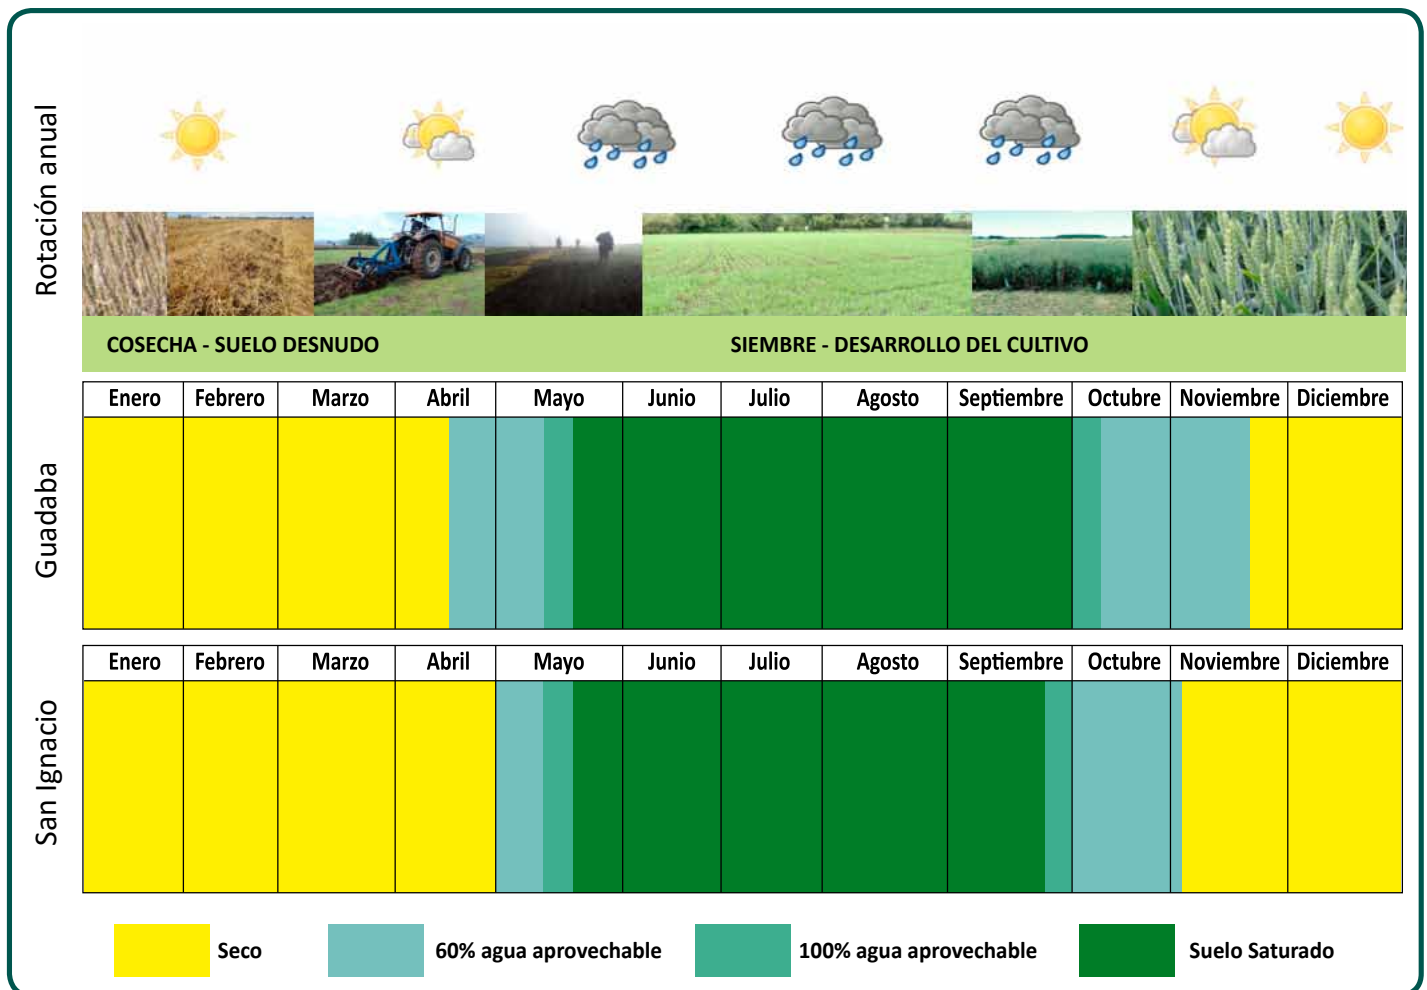 Rotación anual
COSECHA - SUELO DESNUDO
SIEMBRE - DESARROLLO DEL CULTIVO
Enero Febrero Marzo Abril Mayo Junio Julio Agosto Septiembre Octubre Noviembre Diciembre
Guadaba
Enero Febrero Marzo Abril Mayo Junio Julio Agosto Septiembre Octubre Noviembre Diciembre
San Ignacio
Seco
60% agua aprovechable
100% agua aprovechable
Suelo Saturado